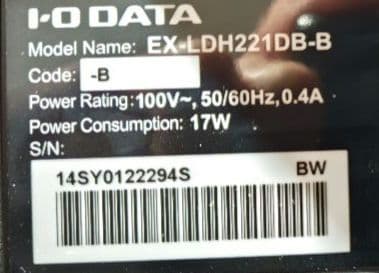 I-O DATA
Model Name: EX-LDH221DB-B
Code: -B
Power Rating:100V~, 50/60Hz,0.4A
Power Consumption: 17W
S/N:
14SY0122294S BW